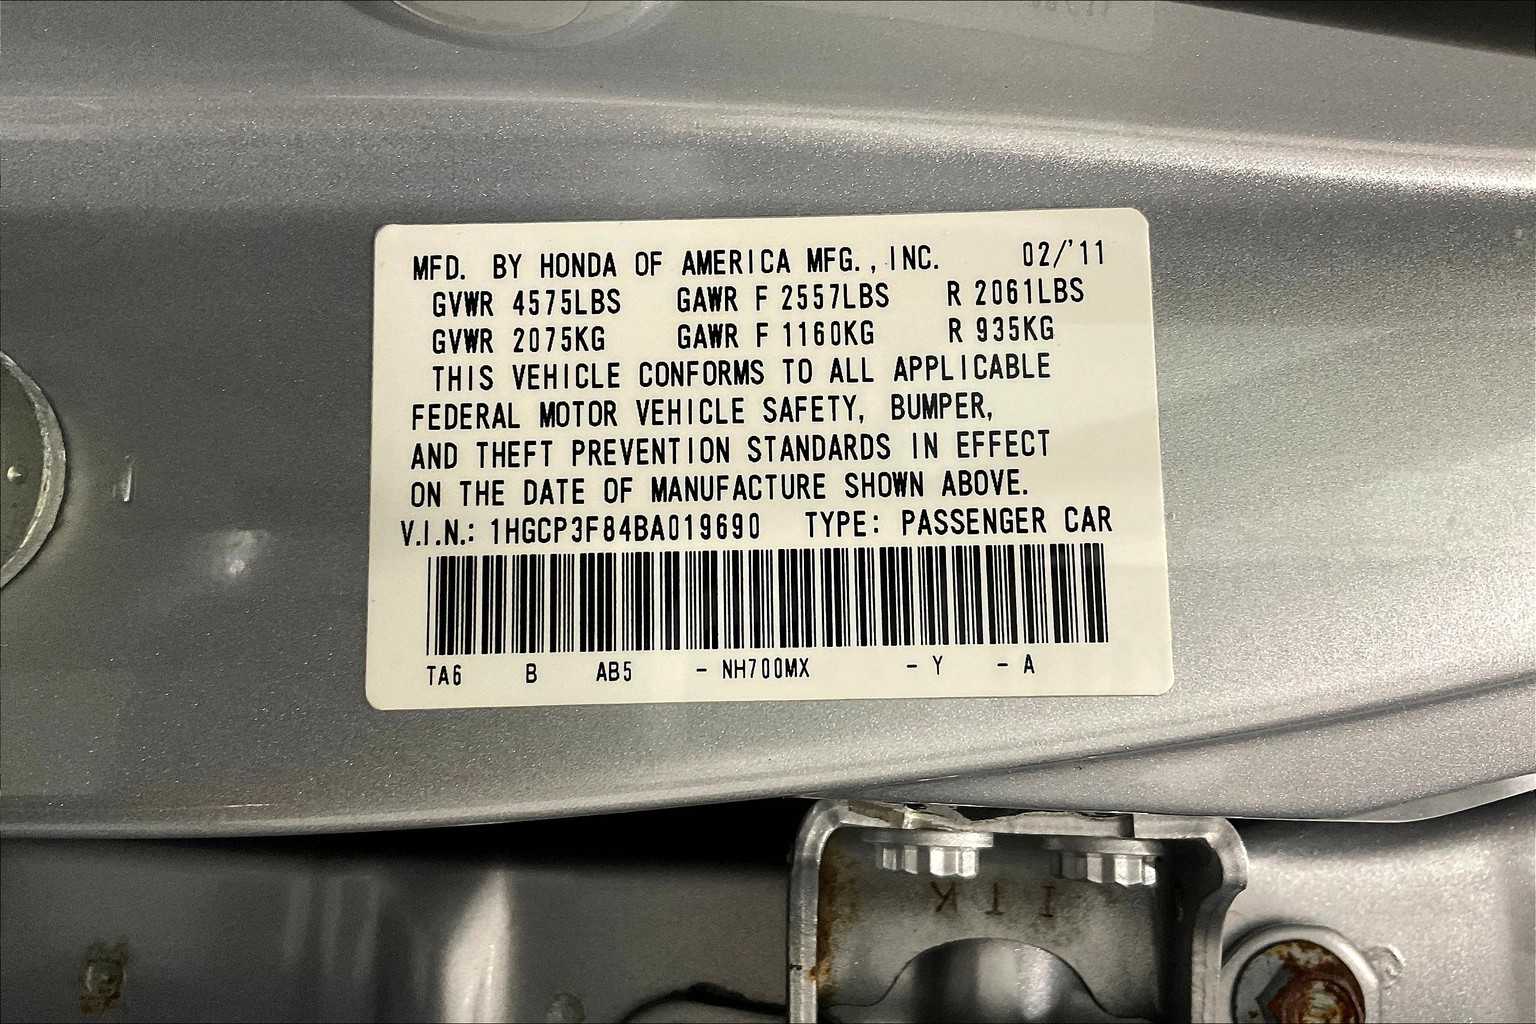 MFD. BY HONDA OF AMERICA MFG., INC. 02/'11
GVWR 4575LBS GAWR F 2557LBS R 2061LBS
GVWR 2075KG GAWR F 1160KG R 935KG
THIS VEHICLE CONFORMS TO ALL APPLICABLE
FEDERAL MOTOR VEHICLE SAFETY, BUMPER,
AND THEFT PREVENTION STANDARDS IN EFFECT
ON THE DATE OF MANUFACTURE SHOWN ABOVE.
V.I.N.: 1HGCP3F84BA019690 TYPE: PASSENGER CAR
TA6 B AB5 - NH700MX - Y - A
ITK